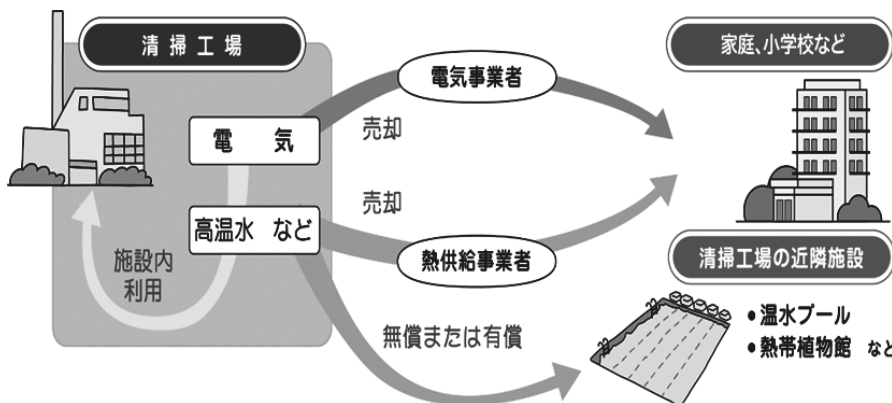 清掃工場
電気
高温水 など
施設内
利用
電気事業者
売却
売却
熱供給事業者
無償または有償
家庭、小学校など
清掃工場の近隣施設
●温水プール
●熱帯植物館 など